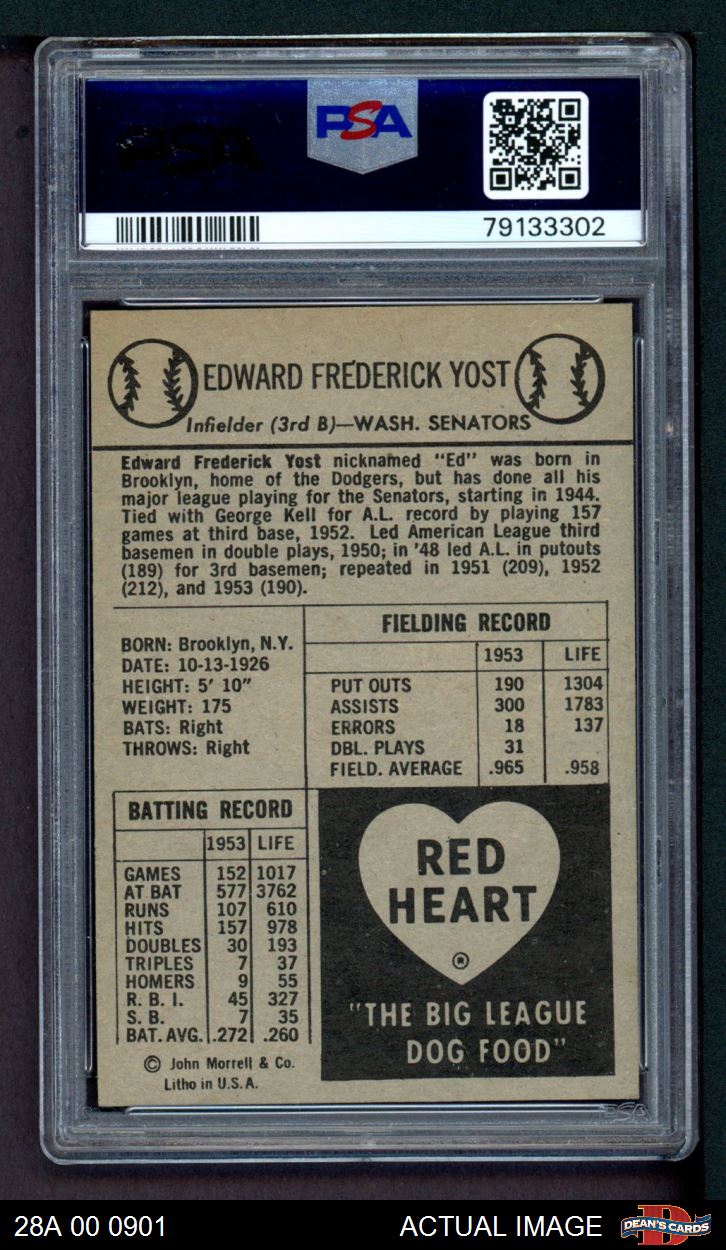 PSA
79133302
EDWARD FREDERICK YOST
Infielder (3rd B)—WASH. SENATORS
Edward Frederick Yost nicknamed "Ed" was born in
Brooklyn, home of the Dodgers, but has done all his
major league playing for the Senators, starting in 1944.
Tied with George Kell for A.L. record by playing 157
games at third base, 1952. Led American League third
basemen in double plays, 1950; in '48 led A.L. in putouts
(189) for 3rd basemen; repeated in 1951 (209), 1952
(212), and 1953 (190).
BORN: Brooklyn, N.Y.
DATE: 10-13-1926
HEIGHT: 5' 10"
WEIGHT: 175
BATS: Right
THROWS: Right
FIELDING RECORD
1953 LIFE
PUT OUTS 190 1304
ASSISTS 300 1783
ERRORS 18 137
DBL. PLAYS 31
FIELD. AVERAGE .965 .958
BATTING RECORD
1953 LIFE
GAMES 152 1017
AT BAT 577 3762
RUNS 107 610
HITS 157 978
DOUBLES 30 193
TRIPLES 7 37
HOMERS 9 55
R. B. I. 45 327
S. B. 7 35
BAT. AVG. .272 .260
© John Morrell & Co.
Litho in U.S.A.
RED
HEART
®
"THE BIG LEAGUE
DOG FOOD"
PSA
28A 00 0901
ACTUAL IMAGE
DEAN'S CARDS